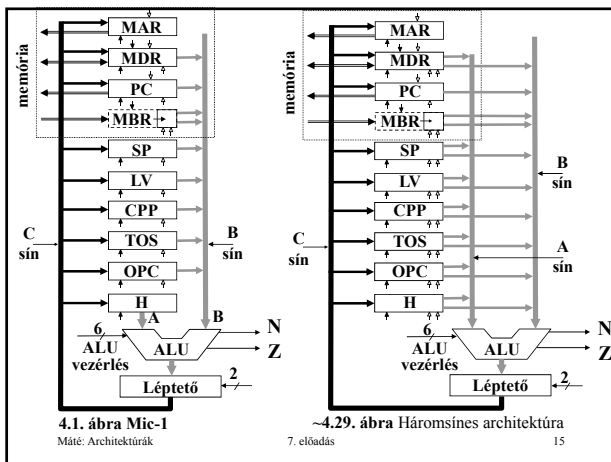 MAR
MDR
PC
MBR
memória
SP
LV
CPP
TOS
OPC
H
C
sín
B
sín
A
B
6
ALU
vezérlés
ALU
N
Z
Léptető
2
4.1. ábra Mic-1
MAR
MDR
PC
MBR
memória
SP
LV
CPP
TOS
OPC
H
C
sín
B
sín
A
sín
6
ALU
vezérlés
ALU
N
Z
Léptető
2
~4.29. ábra Háromsínes architektúra
Máté: Architektúrák
7. előadás
15